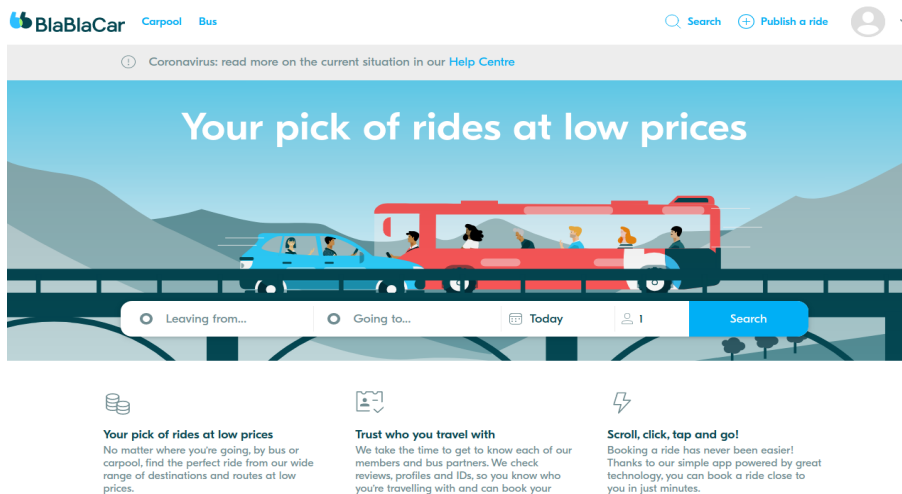 BlaBlaCar Carpool Bus Search Publish a ride
Coronavirus: read more on the current situation in our Help Centre
Your pick of rides at low prices
Leaving from... Going to... Today 1 Search
Your pick of rides at low prices
No matter where you're going, by bus or
carpool, find the perfect ride from our wide
range of destinations and routes at low
prices.
Trust who you travel with
We take the time to get to know each of our
members and bus partners. We check
reviews, profiles and IDs, so you know who
you're travelling with and can book your
Scroll, click, tap and go!
Booking a ride has never been easier!
Thanks to our simple app powered by great
technology, you can book a ride close to
you in just minutes.